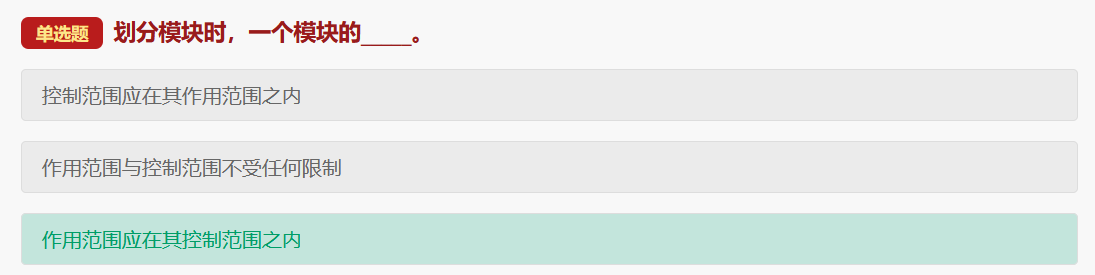 单选题 划分模块时，一个模块的_____。
控制范围应在其作用范围之内
作用范围与控制范围不受任何限制
作用范围应在其控制范围之内